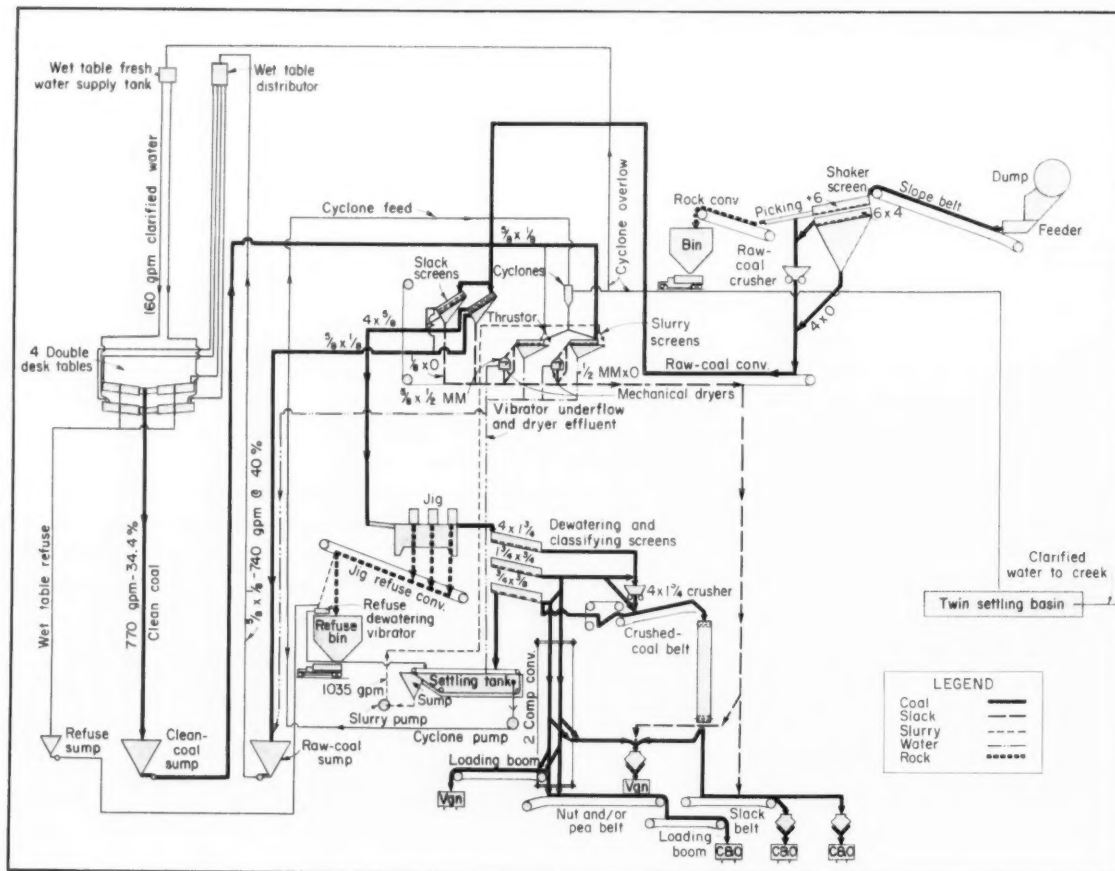 Wet table fresh
water supply tank
Wet table
distributor
160 gpm clarified water
Cyclone feed
5/8 x 1/8
Slack
screens
Cyclones
Cyclone overlow
Rock conv
Picking +6
Shaker
screen
6 x 4
Slope belt
Dump
Feeder
Bin
Raw-
coal
crusher
4 x 0
Raw-coal conv.
4 x 5/8
5/8 x 1/8
1/8 x 0
Thrustor
Slurry
screens
1/2 MM x 0
5/8 x 1/2 MM
Mechanical dryers
Vibrator underflow
and dryer effluent
4 Double
desk tables
Wet table refuse
770 gpm-34.4 %
Clean coal
5/8 x 1/8-740 gpm @ 40 %
Jig
Jig refuse conv.
4 x 1 3/4
1 3/4 x 3/4
3/4 x 3/8
Dewatering and
classifying screens
4 x 1 3/4 crusher
Crushed-
coal belt
Refuse
dewatering
vibrator
Refuse
bin
Settling tank
Sump
1035 gpm
Slurry pump
Cyclone pump
2 Comp conv.
Refuse
sump
Clean-
coal
sump
Raw-coal
sump
Loading boom
Vgn
Vgn
Nut and/or
pea belt
Loading
boom
Slack
belt
C&O
C&O
C&O
Clarified
water to creek
Twin settling basin
LEGEND
Coal
Slack
Slurry
Water
Rock